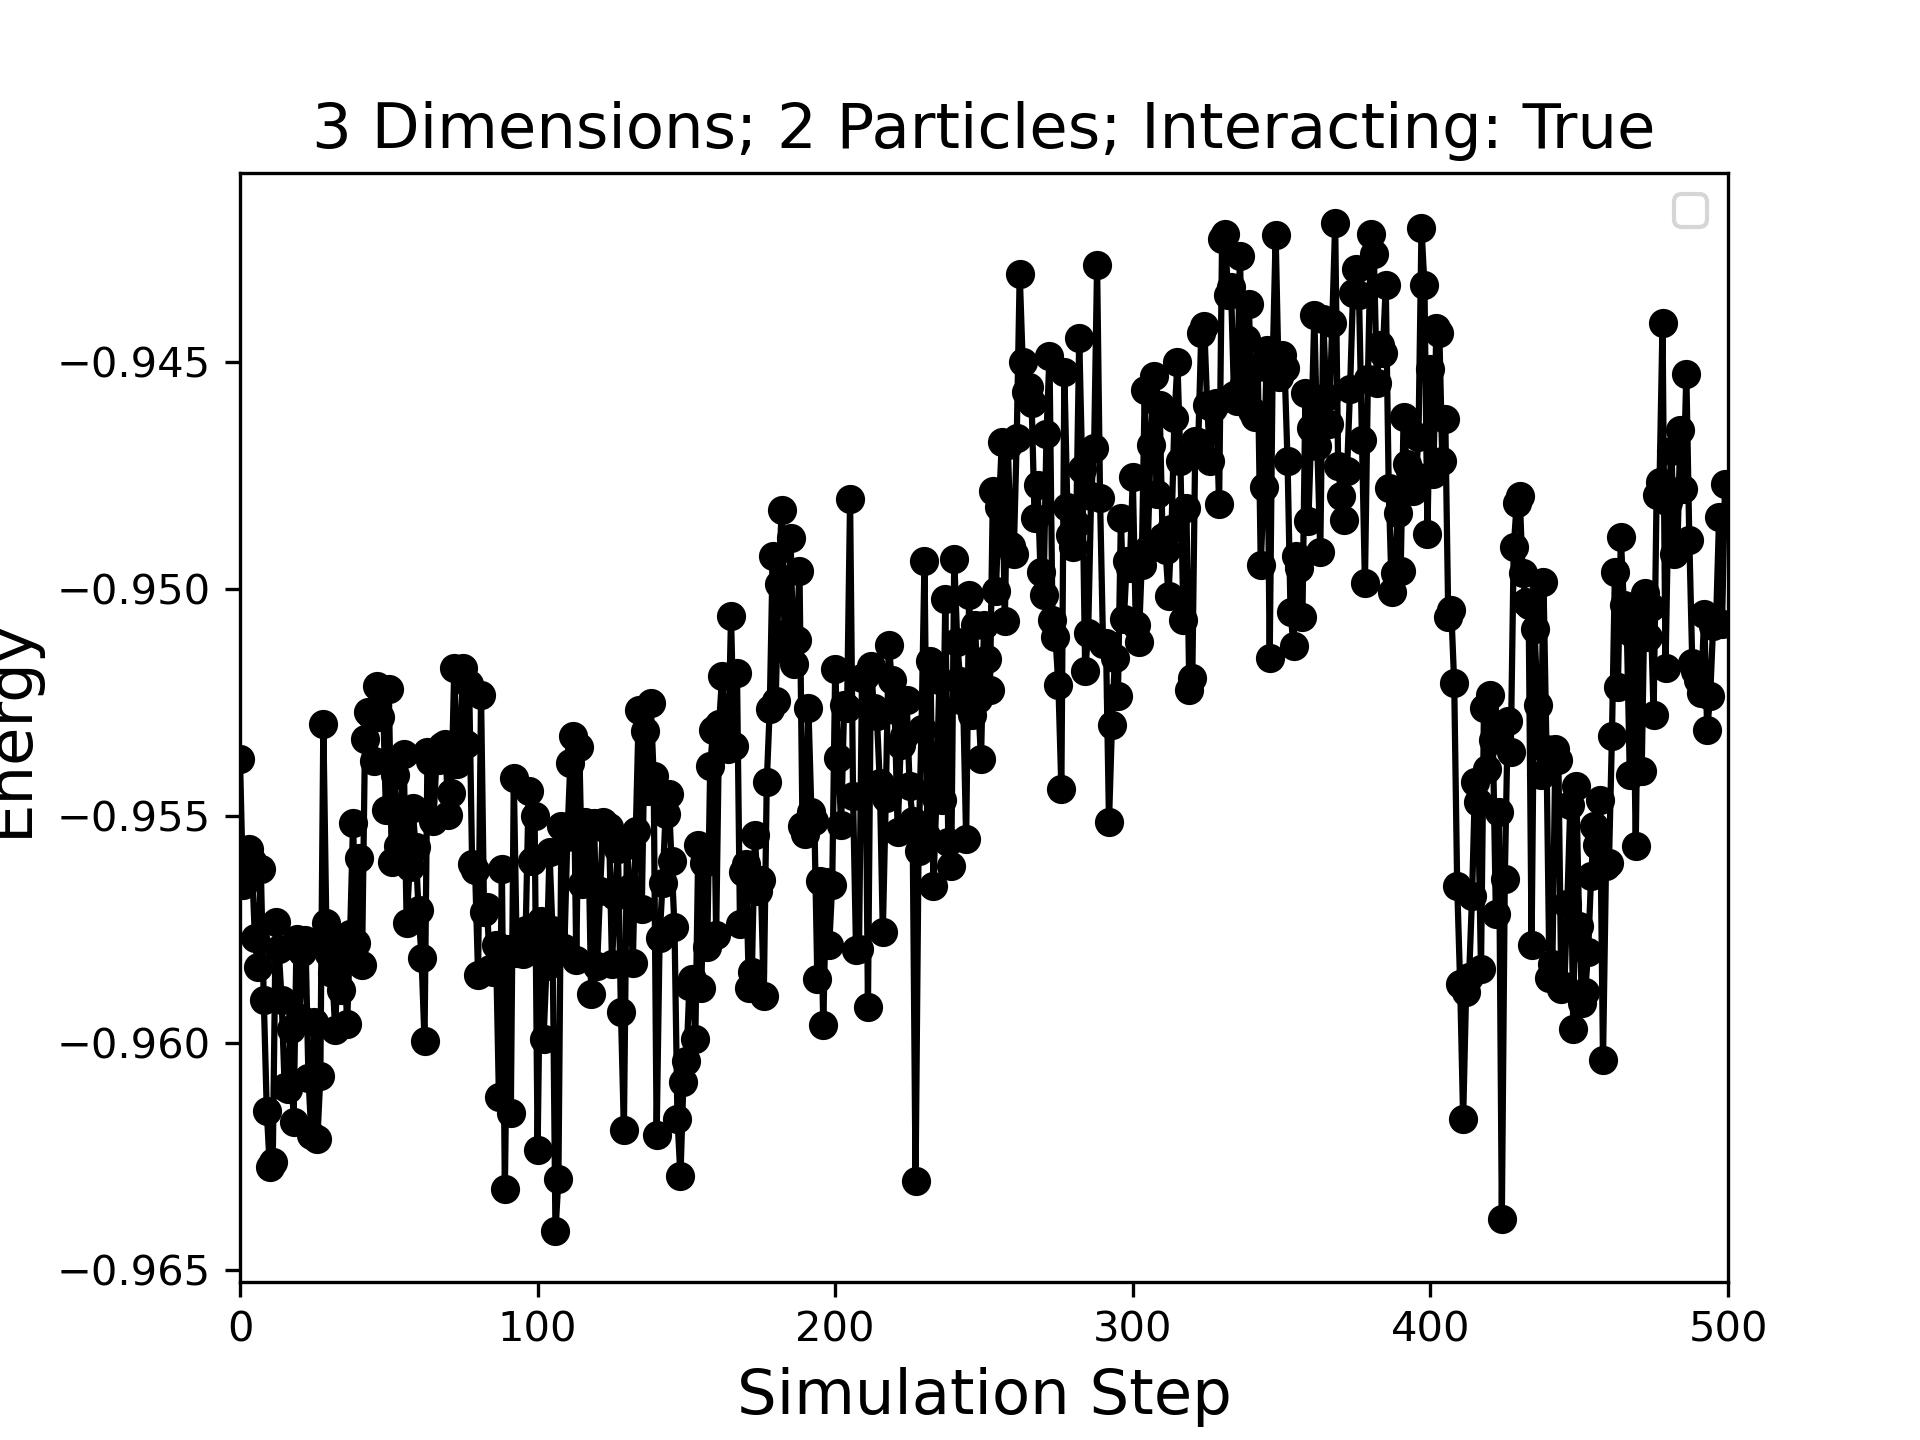 3 Dimensions; 2 Particles; Interacting: True
Energy
−0.945
−0.950
−0.955
−0.960
−0.965
0 100 200 300 400 500
Simulation Step